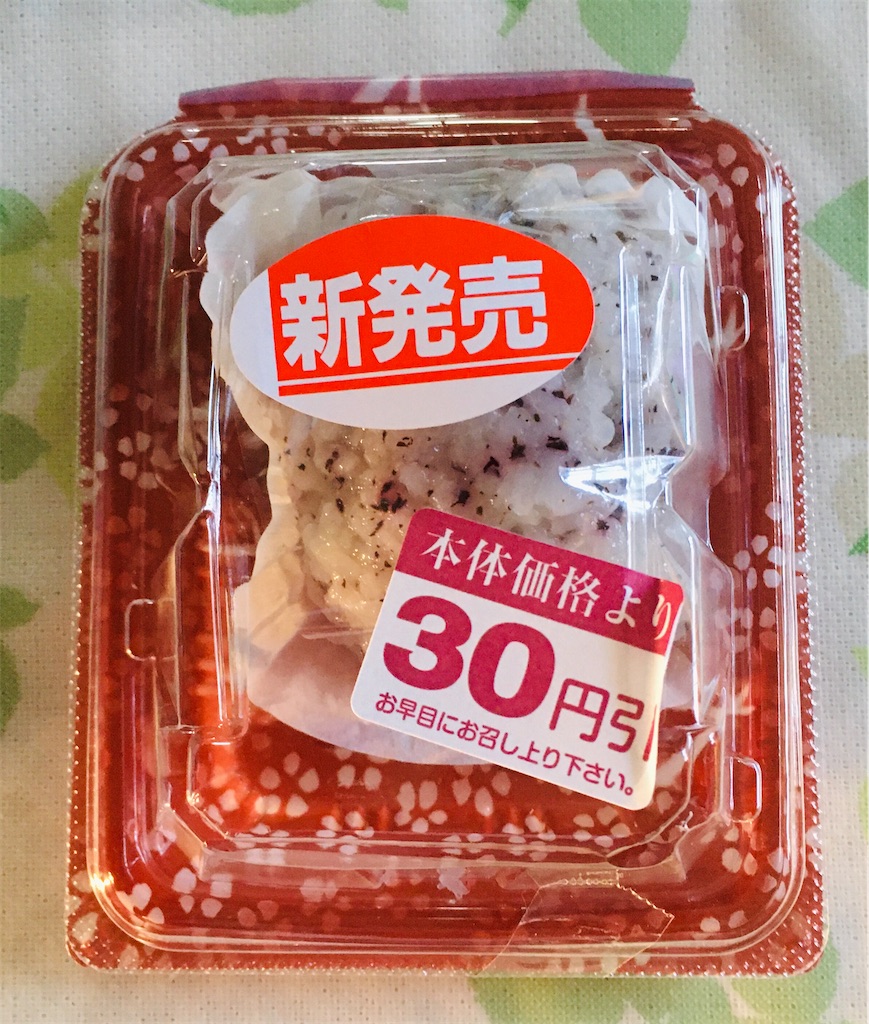 新発売
本体価格より
30円引
お早目にお召し上り下さい。